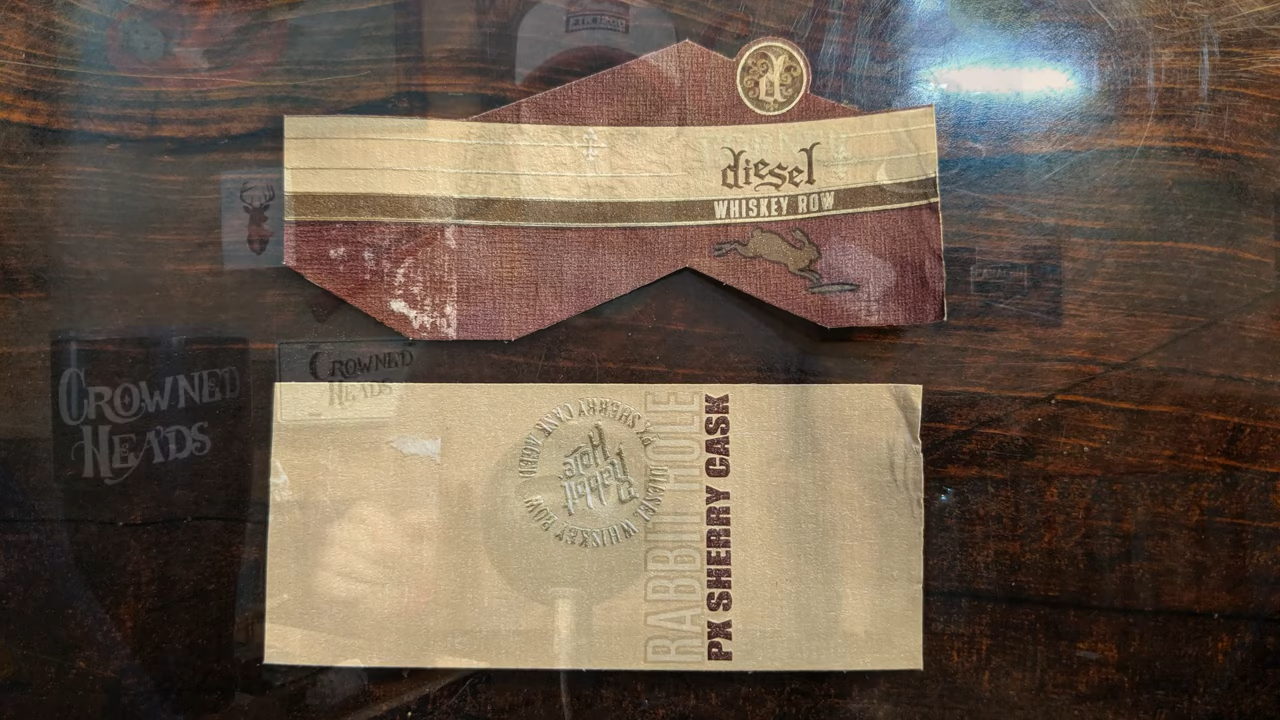 d
diesel
WHISKEY ROW
CROWNED
HEADS
CROWNED
HEADS
PX SHERRY CASK AGED
DIESEL WHISKEY ROW
Rabbit
Hole
RABBIT HOLE
PX SHERRY CASK